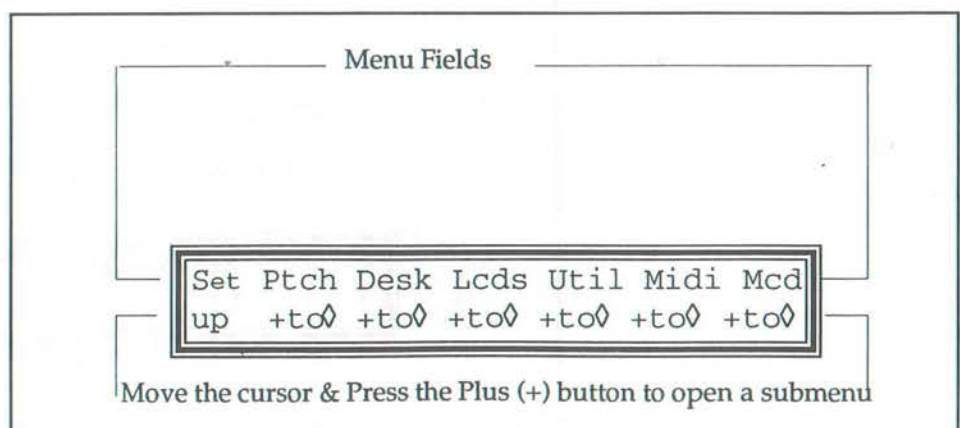 Menu Fields
Set Ptch Desk Lcds Util Midi Mcd
up +to◊ +to◊ +to◊ +to◊ +to◊ +to◊
Move the cursor & Press the Plus (+) button to open a submenu